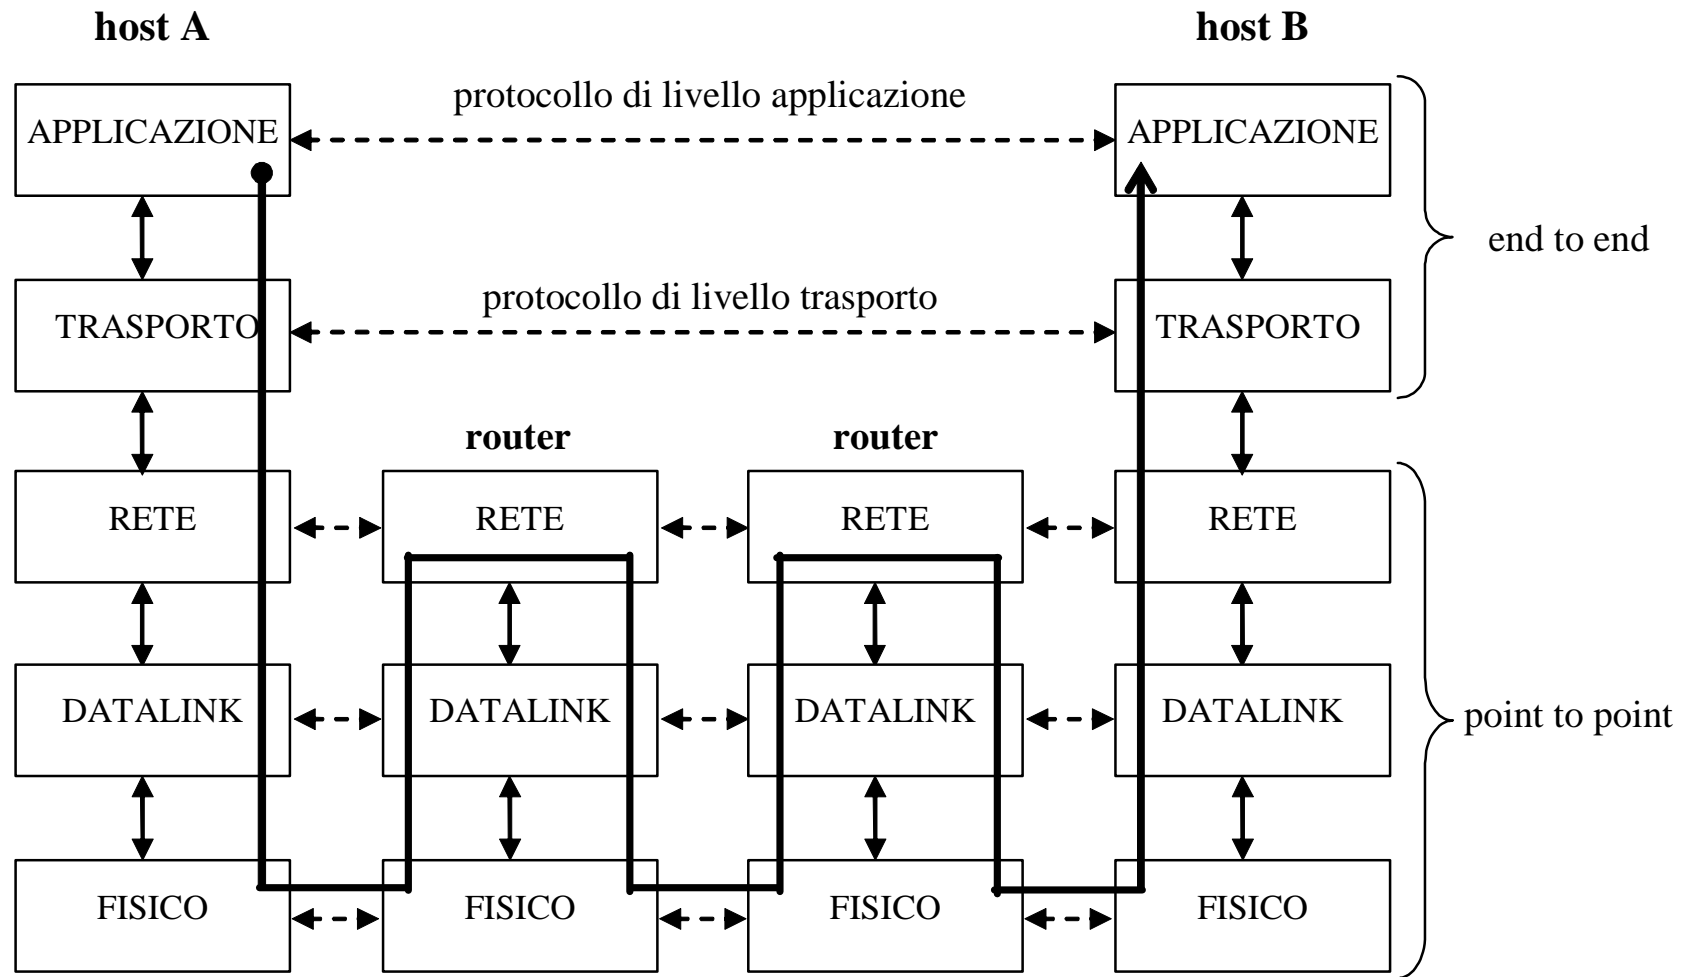 host A
host B
protocollo di livello applicazione
APPLICAZIONE
APPLICAZIONE
end to end
protocollo di livello trasporto
TRASPORTO
TRASPORTO
router
router
RETE
RETE
RETE
RETE
DATALINK
DATALINK
DATALINK
DATALINK
point to point
FISICO
FISICO
FISICO
FISICO